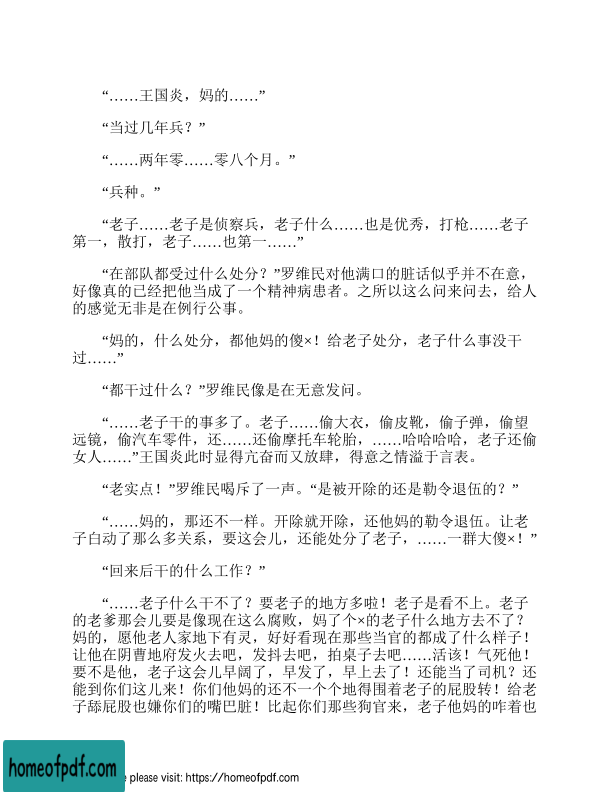 “……王国炎，妈的……”
“当过几年兵？”
“……两年零……零八个月。”
“兵种。”
“老子……老子是侦察兵，老子什么……也是优秀，打枪……老子
第一，散打，老子……也第一……”
“在部队都受过什么处分？”罗维民对他满口的脏话似乎并不在意，
好像真的已经把他当成了一个精神病患者。之所以这么问来问去，给人
的感觉无非是在例行公事。
“妈的，什么处分，都他妈的傻×！给老子处分，老子什么事没干
过……”
“都干过什么？”罗维民像是在无意发问。
“……老子干的事多了。老子……偷大衣，偷皮靴，偷子弹，偷望
远镜，偷汽车零件，还……还偷摩托车轮胎，……哈哈哈哈，老子还偷
女人……”王国炎此时显得亢奋而又放肆，得意之情溢于言表。
“老实点！”罗维民喝斥了一声。“是被开除的还是勒令退伍的？”
“……妈的，那还不一样。开除就开除，还他妈的勒令退伍。让老
子白动了那么多关系，要这会儿，还能处分了老子，……一群大傻×！”
“回来后干的什么工作？”
“……老子什么干不了？要老子的地方多啦！老子是看不上。老子
的老爹那会儿要是像现在这么腐败，妈了个×的老子什么地方去不了？
妈的，愿他老人家地下有灵，好好看现在那些当官的都成了什么样子！
让他在阴曹地府发火去吧，发抖去吧，拍桌子去吧……活该！气死他！
要不是他，老子这会儿早阔了，早发了，早上去了！还能当了司机？还
能到你们这儿来！你们他妈的还不一个个地得围着老子的屁股转！给老
子舔屁股也嫌你们的嘴巴脏！比起你们那些狗官来，老子他妈的咋着也
homeofpdf.com
e please visit: https://homeofpdf.com